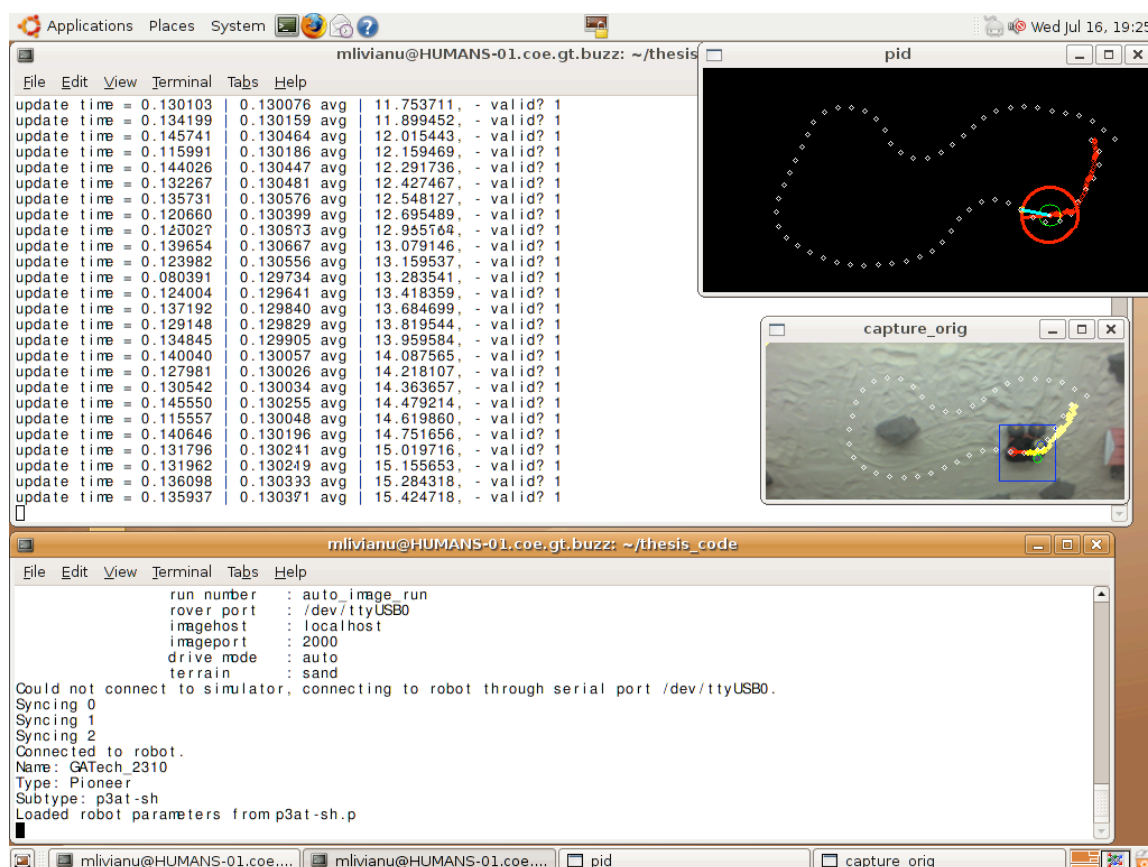 Applications Places System Wed Jul 16, 19:25
mlivianu@HUMANS-01.coe.gt.buzz: ~/thesis
File Edit View Terminal Tabs Help
update time = 0.130103 | 0.130076 avg | 11.753711, - valid? 1
update time = 0.134199 | 0.130159 avg | 11.899452, - valid? 1
update time = 0.145741 | 0.130464 avg | 12.015443, - valid? 1
update time = 0.115991 | 0.130186 avg | 12.159469, - valid? 1
update time = 0.144026 | 0.130447 avg | 12.291736, - valid? 1
update time = 0.132267 | 0.130481 avg | 12.427467, - valid? 1
update time = 0.135731 | 0.130576 avg | 12.548127, - valid? 1
update time = 0.120660 | 0.130399 avg | 12.695489, - valid? 1
update time = | avg | - valid? 1
update time = 0.139654 | 0.130667 avg | 13.079146, - valid? 1
update time = 0.123982 | 0.130556 avg | 13.159537, - valid? 1
update time = 0.080391 | 0.129734 avg | 13.283541, - valid? 1
update time = 0.124004 | 0.129641 avg | 13.418359, - valid? 1
update time = 0.137192 | 0.129840 avg | 13.684699, - valid? 1
update time = 0.129148 | 0.129829 avg | 13.819544, - valid? 1
update time = 0.134845 | 0.129905 avg | 13.959584, - valid? 1
update time = 0.140040 | 0.130057 avg | 14.087565, - valid? 1
update time = 0.127981 | 0.130026 avg | 14.218107, - valid? 1
update time = 0.130542 | 0.130034 avg | 14.363657, - valid? 1
update time = 0.145550 | 0.130255 avg | 14.479214, - valid? 1
update time = 0.115557 | 0.130048 avg | 14.619860, - valid? 1
update time = 0.140646 | 0.130196 avg | 14.751656, - valid? 1
update time = 0.131796 | 0.130241 avg | 15.019716, - valid? 1
update time = 0.131962 | 0.130249 avg | 15.155653, - valid? 1
update time = 0.136098 | 0.130393 avg | 15.284318, - valid? 1
update time = 0.135937 | 0.130371 avg | 15.424718, - valid? 1
pid
capture_orig
mlivianu@HUMANS-01.coe.gt.buzz: ~/thesis_code
File Edit View Terminal Tabs Help
run number : auto_image_run
rover port : /dev/ttyUSB0
imagehost : localhost
imageport : 2000
drive mode : auto
terrain : sand
Could not connect to simulator, connecting to robot through serial port /dev/ttyUSB0.
Syncing 0
Syncing 1
Syncing 2
Connected to robot.
Name: GATech_2310
Type: Pioneer
Subtype: p3at-sh
Loaded robot parameters from p3at-sh.p
mlivianu@HUMANS-01.coe.... mlivianu@HUMANS-01.coe.... pid capture_orig